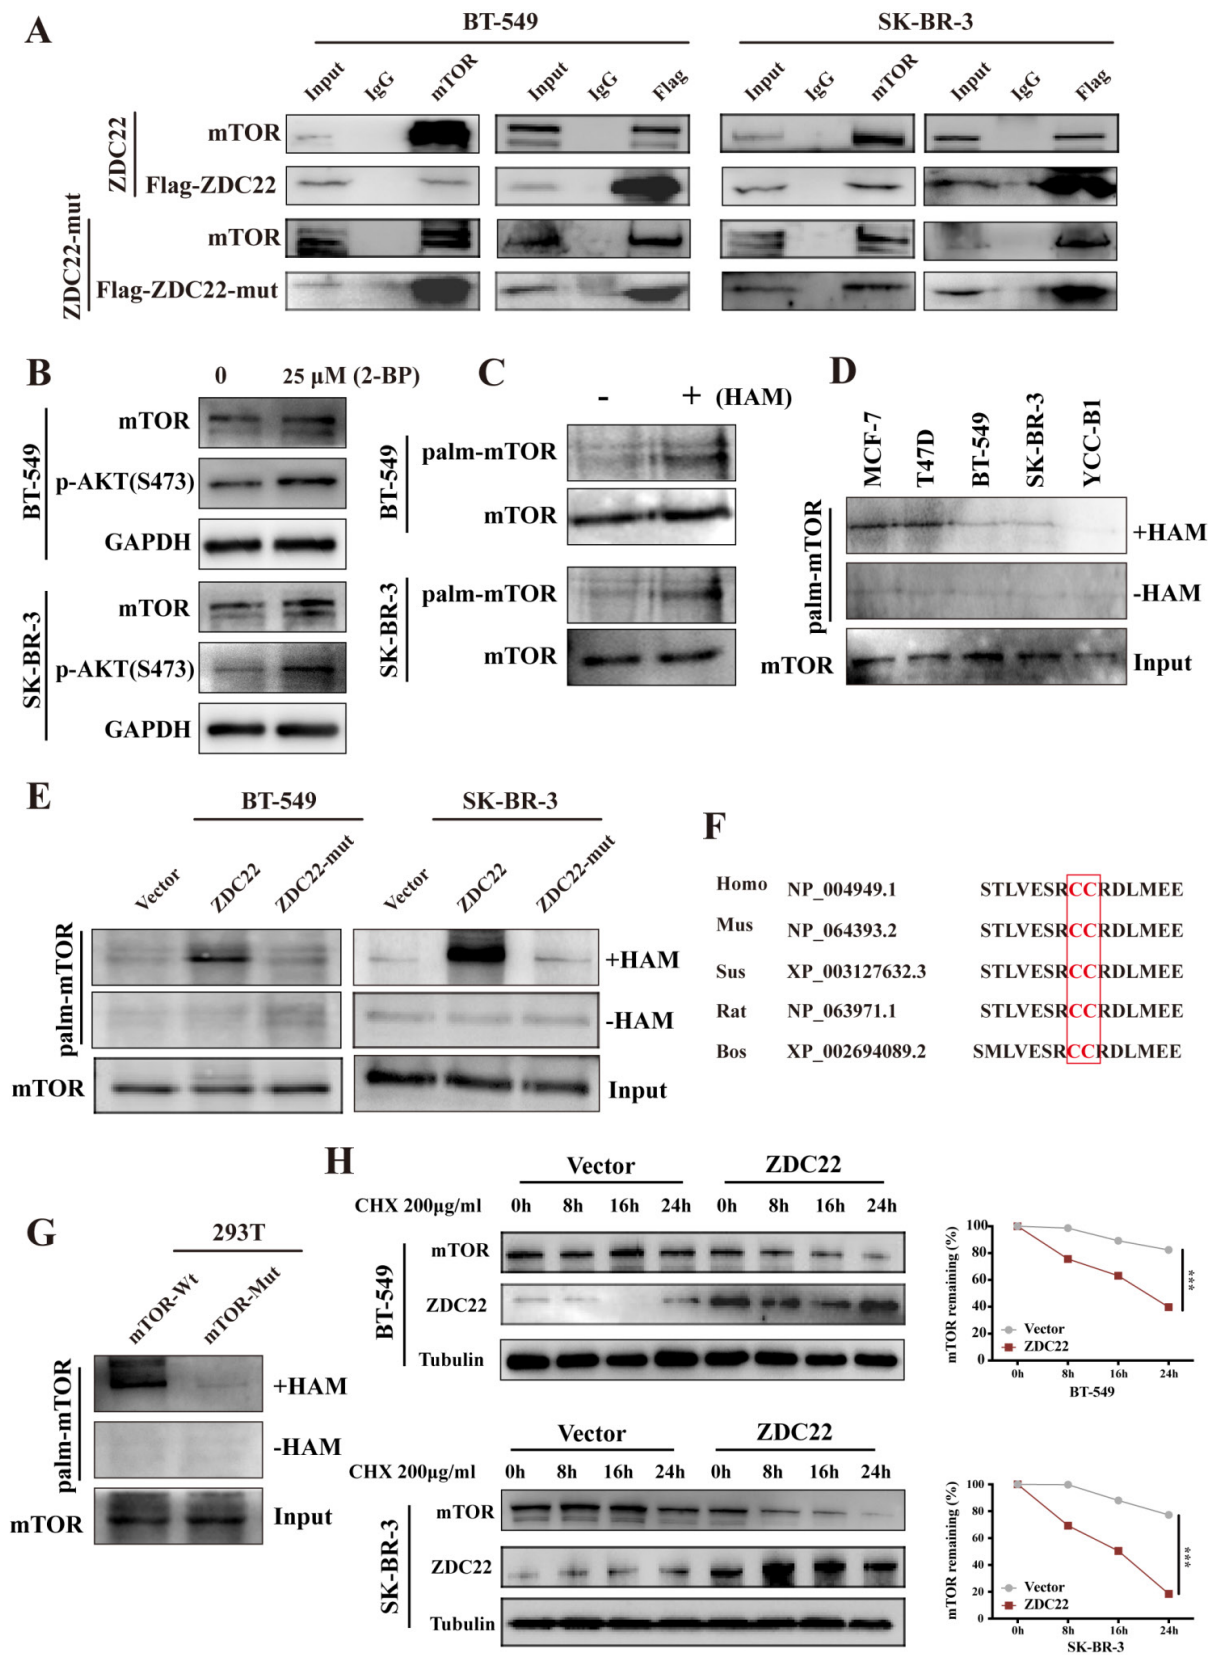 A
BT-549
SK-BR-3
Input IgG mTOR Input IgG Flag Input IgG mTOR Input IgG Flag
ZDC22
mTOR
Flag-ZDC22
ZDC22-mut
mTOR
Flag-ZDC22-mut
B
0 25 μM (2-BP)
BT-549
mTOR
p-AKT(S473)
GAPDH
SK-BR-3
mTOR
p-AKT(S473)
GAPDH
C
- + (HAM)
BT-549
palm-mTOR
mTOR
SK-BR-3
palm-mTOR
mTOR
D
MCF-7 T47D BT-549 SK-BR-3 YCC-B1
palm-mTOR
+HAM
-HAM
mTOR Input
E
BT-549 SK-BR-3
Vector ZDC22 ZDC22-mut Vector ZDC22 ZDC22-mut
palm-mTOR
+HAM
-HAM
mTOR Input
F
Homo NP_004949.1 STLVESRCCRDLMEE
Mus NP_064393.2 STLVESRCCRDLMEE
Sus XP_003127632.3 STLVESRCCRDLMEE
Rat NP_063971.1 STLVESRCCRDLMEE
Bos XP_002694089.2 SMLVESRCCRDLMEE
G
293T
mTOR-Wt mTOR-Mut
palm-mTOR
+HAM
-HAM
mTOR Input
H
Vector ZDC22
CHX 200μg/ml 0h 8h 16h 24h 0h 8h 16h 24h
BT-549
mTOR
ZDC22
Tubulin
mTOR remaining (%)
100
80
60
40
20
0
Vector
ZDC22
***
0h 8h 16h 24h
BT-549
Vector ZDC22
CHX 200μg/ml 0h 8h 16h 24h 0h 8h 16h 24h
SK-BR-3
mTOR
ZDC22
Tubulin
mTOR remaining (%)
100
80
60
40
20
0
Vector
ZDC22
***
0h 8h 16h 24h
SK-BR-3